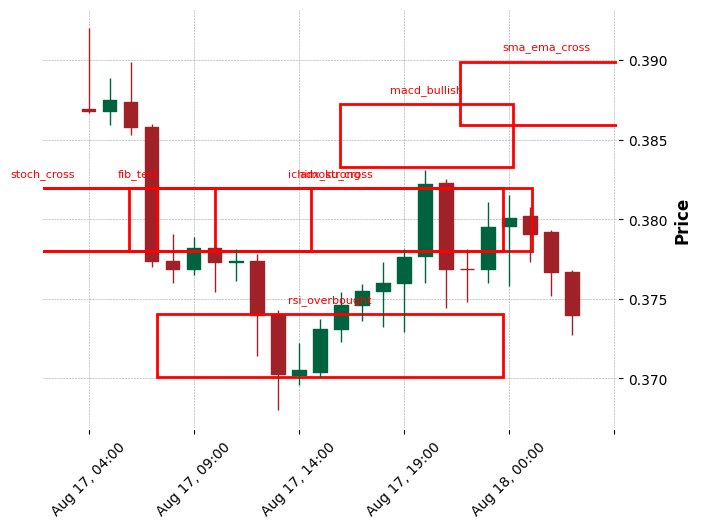 sma_ema_cross
0.390
macd_bullish
0.385
stoch_cross
0.380
Price
0.375
rsi_overbought
0.370
Aug 17, 04:00
Aug 17, 09:00
Aug 17, 14:00
Aug 17, 19:00
Aug 18, 00:00